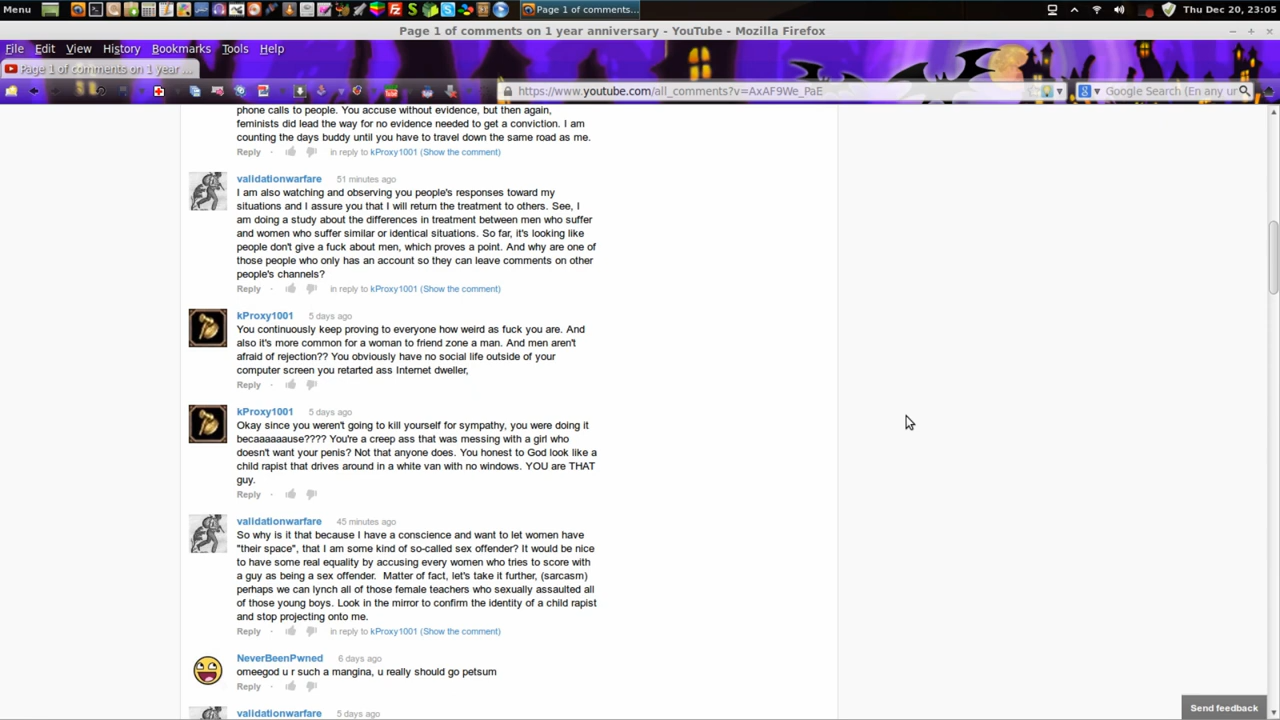 Menu
Page 1 of comments...
Thu Dec 20, 23:05
Page 1 of comments on 1 year anniversary - YouTube - Mozilla Firefox
File Edit View History Bookmarks Tools Help
Page 1 of comments on 1 year ...
https://www.youtube.com/all_comments?v=AxAF9We_PaE
Google Search (En any ur
phone calls to people. You accuse without evidence, but then again,
feminists did lead the way for no evidence needed to get a conviction. I am
counting the days buddy until you have to travel down the same road as me.
Reply · in reply to kProxy1001 (Show the comment)
validationwarfare 51 minutes ago
I am also watching and observing you people's responses toward my
situations and I assure you that I will return the treatment to others. See, I
am doing a study about the differences in treatment between men who suffer
and women who suffer similar or identical situations. So far, it's looking like
people don't give a fuck about men, which proves a point. And why are one of
those people who only has an account so they can leave comments on other
people's channels?
Reply · in reply to kProxy1001 (Show the comment)
kProxy1001 5 days ago
You continuously keep proving to everyone how weird as fuck you are. And
also it's more common for a woman to friend zone a man. And men aren't
afraid of rejection?? You obviously have no social life outside of your
computer screen you retarted ass Internet dweller,
Reply ·
kProxy1001 5 days ago
Okay since you weren't going to kill yourself for sympathy, you were doing it
becaaaaaause???? You're a creep ass that was messing with a girl who
doesn't want your penis? Not that anyone does. You honest to God look like a
child rapist that drives around in a white van with no windows. YOU are THAT
guy.
Reply ·
validationwarfare 45 minutes ago
So why is it that because I have a conscience and want to let women have
"their space", that I am some kind of so-called sex offender? It would be nice
to have some real equality by accusing every women who tries to score with
a guy as being a sex offender. Matter of fact, let's take it further, (sarcasm)
perhaps we can lynch all of those female teachers who sexually assaulted all
of those young boys. Look in the mirror to confirm the identity of a child rapist
and stop projecting onto me.
Reply · in reply to kProxy1001 (Show the comment)
NeverBeenPwned 6 days ago
omeegod u r such a mangina, u really should go petsum
Reply ·
validationwarfare 5 days ago
Send feedback